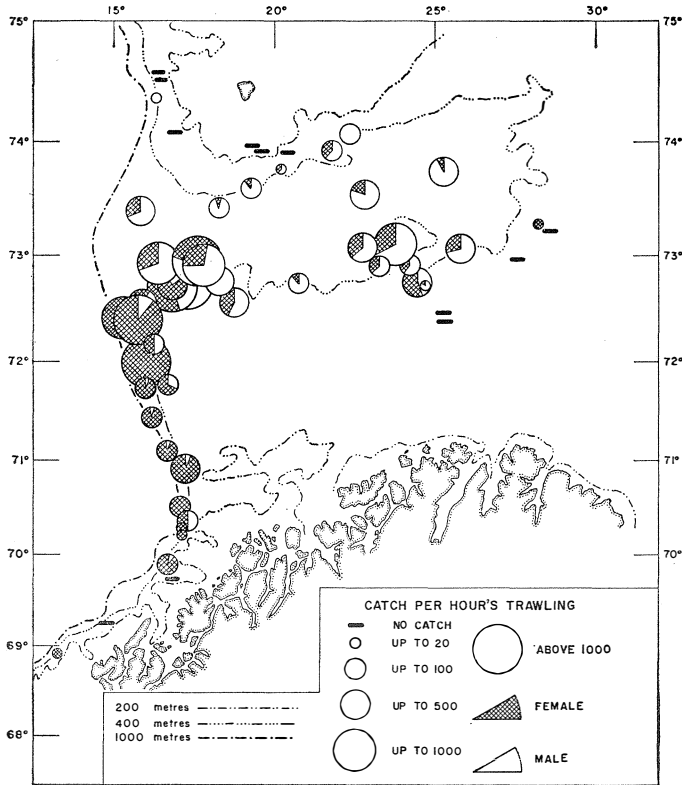 15° 20° 25° 30°
75° 75°
74° 74°
73° 73°
72° 72°
71° 71°
70° 70°
69° 69°
68° 68°
CATCH PER HOUR'S TRAWLING
NO CATCH
UP TO 20
UP TO 100
UP TO 500
UP TO 1000
ABOVE 1000
FEMALE
MALE
200 metres
400 metres
1000 metres